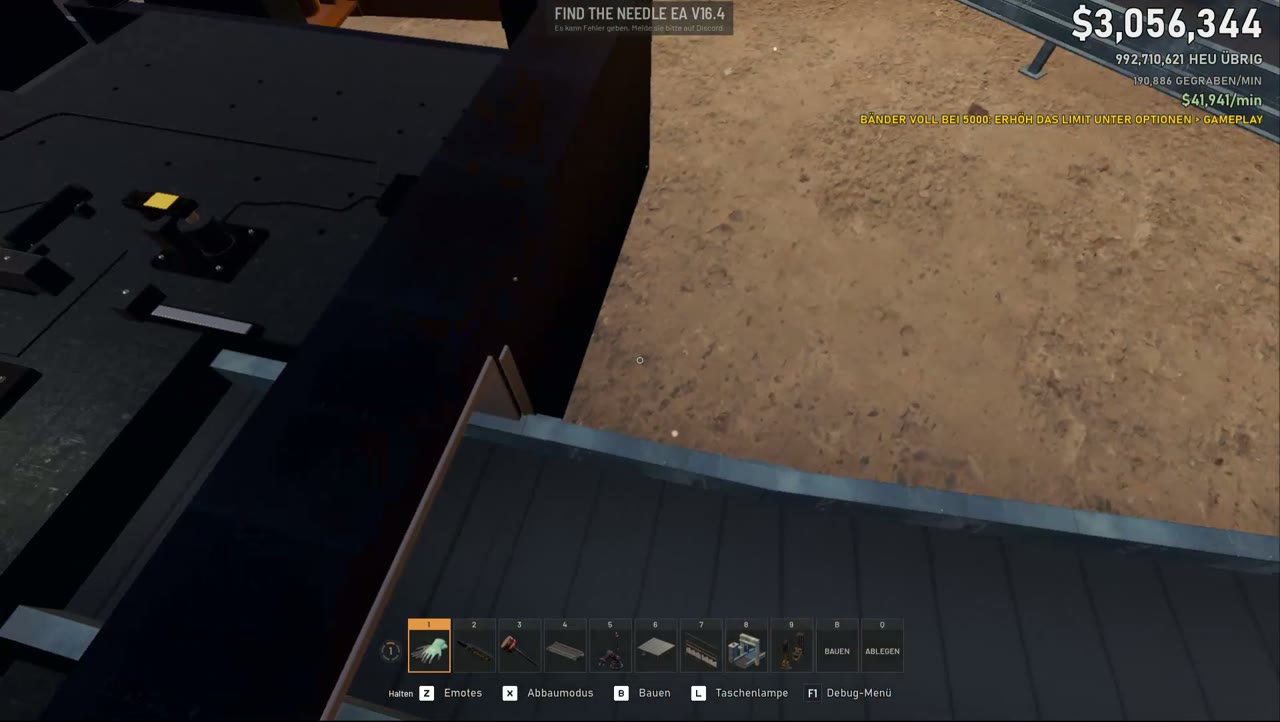 FIND THE NEEDLE EA V16.4
Es kann Fehler geben. Melde sie bitte auf Discord.
$3,056,344
992,710,621 HEU ÜBRIG
190,886 GEGRABEN/MIN
$41,941/min
BÄNDER VOLL BEI 5000: ERHÖH DAS LIMIT UNTER OPTIONEN > GAMEPLAY
1 2 3 4 5 6 7 8 9 B Q
1 BAUEN ABLEGEN
Halten Z Emotes X Abbaumodus B Bauen L Taschenlampe F1 Debug-Menü